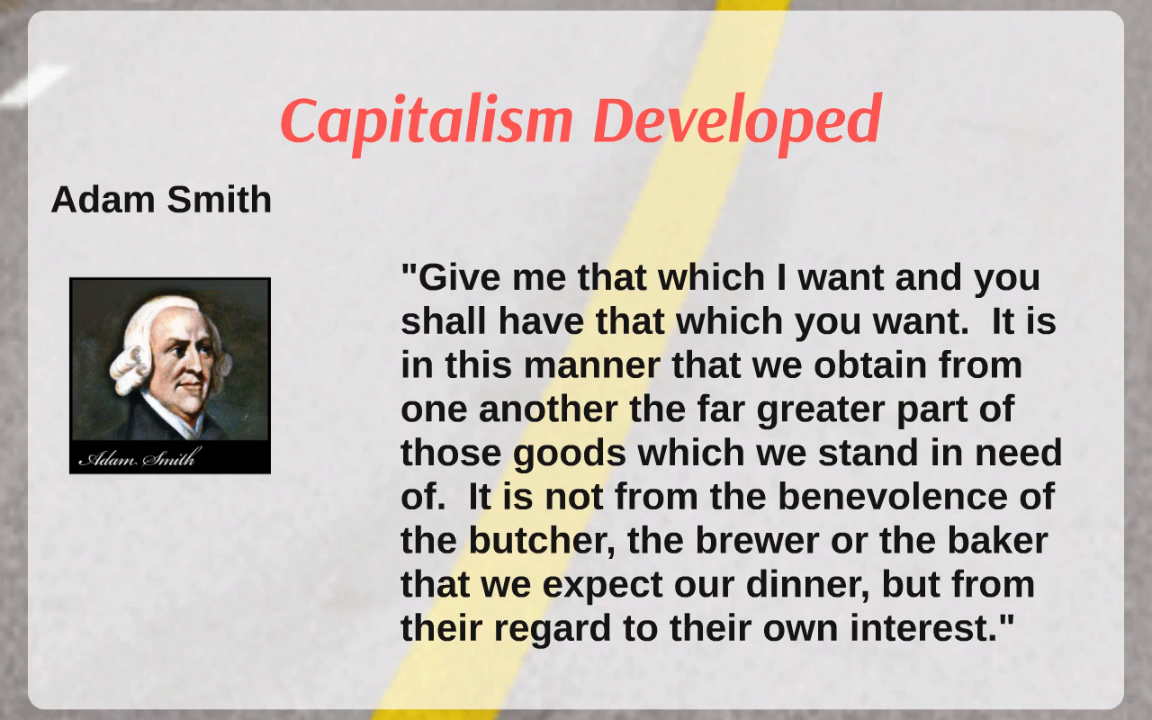 Capitalism Developed
Adam Smith
"Give me that which I want and you
shall have that which you want.  It is
in this manner that we obtain from
one another the far greater part of
those goods which we stand in need
of.  It is not from the benevolence of
the butcher, the brewer or the baker
that we expect our dinner, but from
their regard to their own interest."
Adam Smith